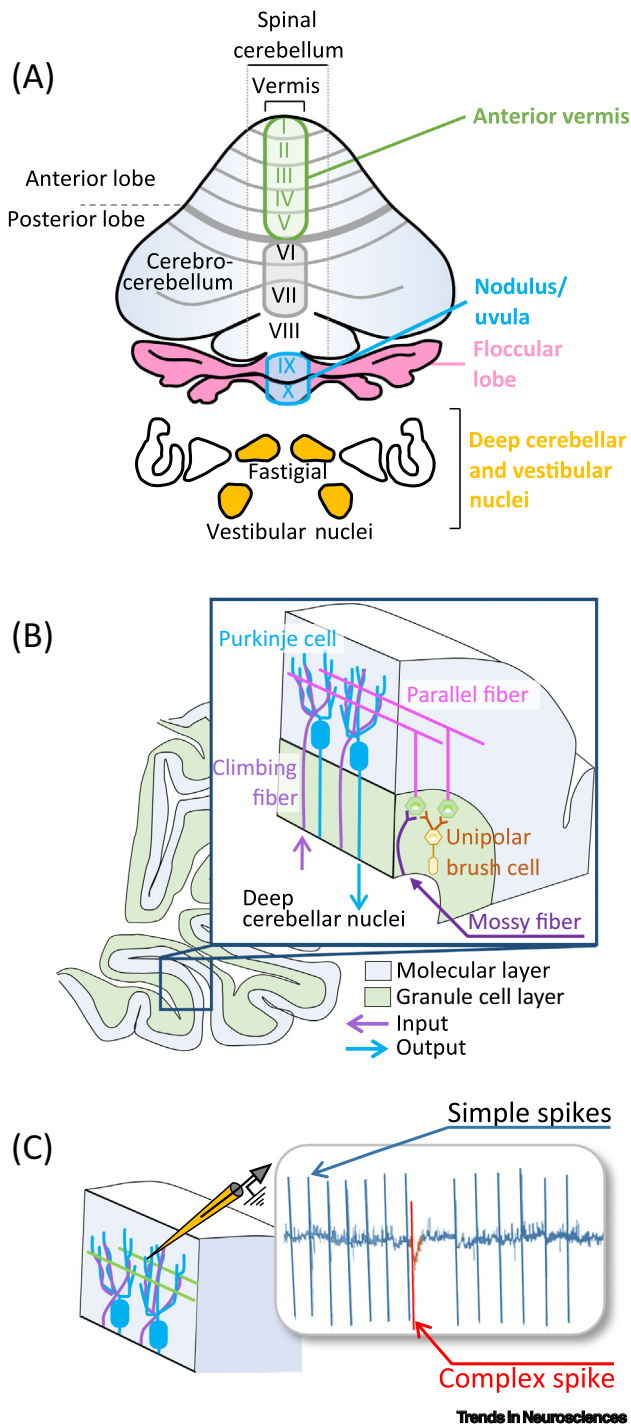 Spinal
cerebellum
(A)
Vermis
Anterior vermis
I
II
III
IV
V
Anterior lobe
Posterior lobe
VI
Cerebro-
cerebellum
VII
VIII
Nodulus/
uvula
IX
X
Floccular
lobe
Fastigial
Vestibular nuclei
Deep cerebellar
and vestibular
nuclei
(B)
Purkinje cell
Parallel fiber
Climbing
fiber
Unipolar
brush cell
Deep
cerebellar nuclei
Mossy fiber
Molecular layer
Granule cell layer
Input
Output
(C)
Simple spikes
Complex spike
Trends in Neurosciences